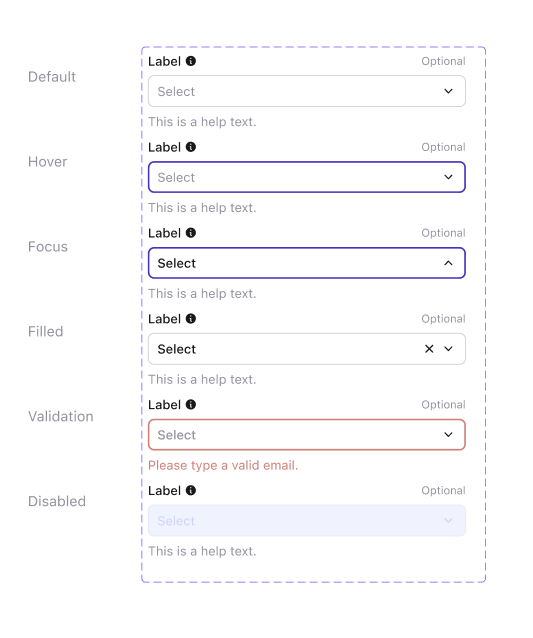 Label Optional
Default
Select
This is a help text.
Label Optional
Hover
Select
This is a help text.
Label Optional
Focus
Select
This is a help text.
Label Optional
Filled
Select
This is a help text.
Label Optional
Validation
Select
Please type a valid email.
Label Optional
Disabled
Select
This is a help text.